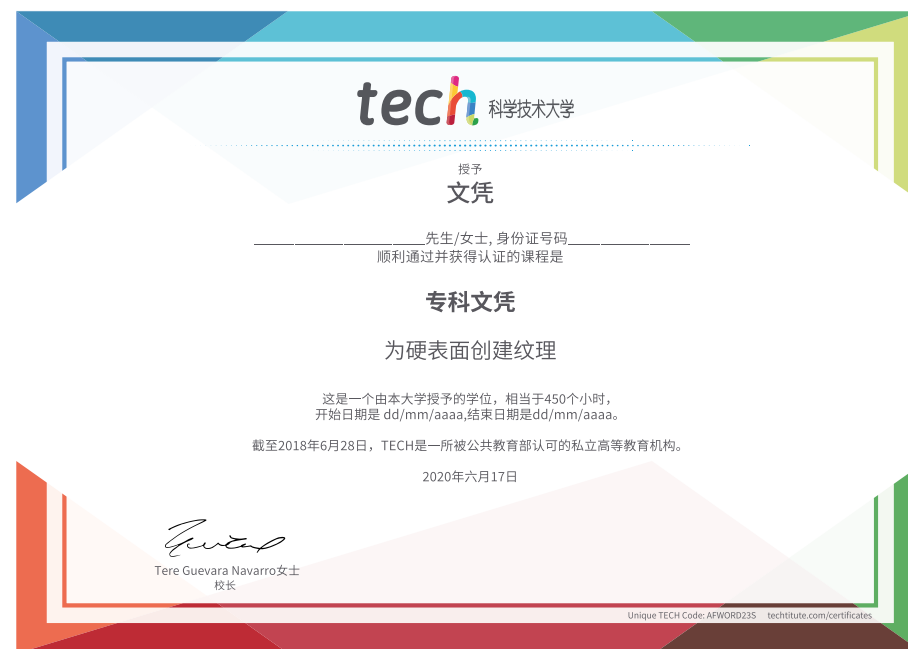 tech 科学技术大学
授予
文凭
_____________________先生/女士, 身份证号码_______________
顺利通过并获得认证的课程是
专科文凭
为硬表面创建纹理
这是一个由本大学授予的学位，相当于450个小时，
开始日期是 dd/mm/aaaa,结束日期是dd/mm/aaaa。
截至2018年6月28日，TECH是一所被公共教育部认可的私立高等教育机构。
2020年六月17日
Tere Guevara Navarro女士
校长
Unique TECH Code: AFWORD23S techtitute.com/certificates